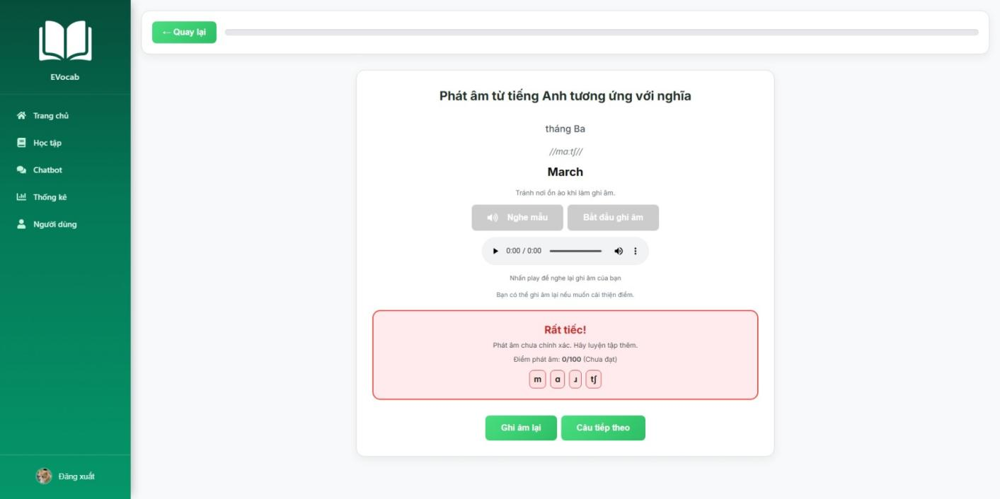 EVocab
Trang chủ
Học tập
Chatbot
Thống kê
Người dùng
Đăng xuất
← Quay lại
Phát âm từ tiếng Anh tương ứng với nghĩa
tháng Ba
//mɑːtʃ//
March
Tránh nơi ồn ào khi làm ghi âm.
Nghe mẫu
Bắt đầu ghi âm
0:00 / 0:00
Nhấn play để nghe lại ghi âm của bạn
Bạn có thể ghi âm lại nếu muốn cải thiện điểm.
Rất tiếc!
Phát âm chưa chính xác. Hãy luyện tập thêm.
Điểm phát âm: 0/100 (Chưa đạt)
m ɑ ɹ tʃ
Ghi âm lại
Câu tiếp theo